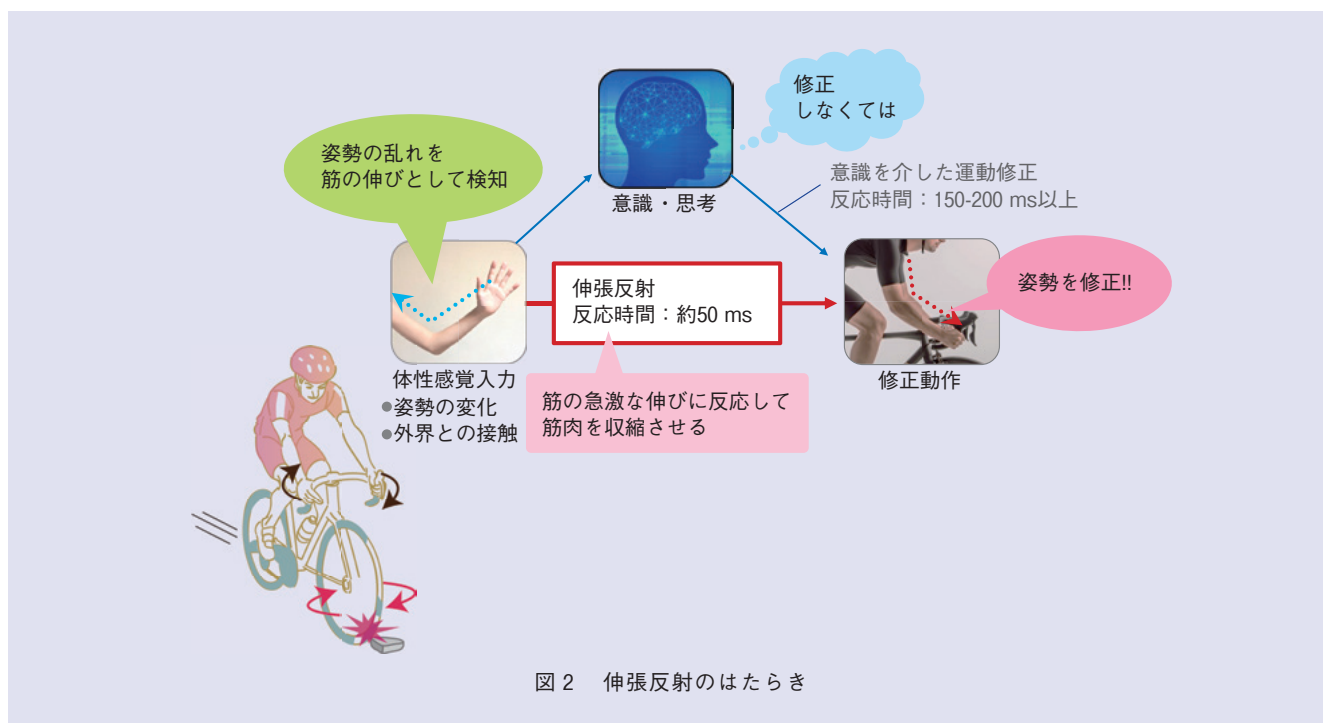 修正
しなくては
姿勢の乱れを
筋の伸びとして検知
意識・思考
意識を介した運動修正
反応時間：150-200 ms以上
伸張反射
反応時間：約50 ms
姿勢を修正!!
体性感覚入力
●姿勢の変化
●外界との接触
筋の急激な伸びに反応して
筋肉を収縮させる
修正動作
図 2　伸張反射のはたらき